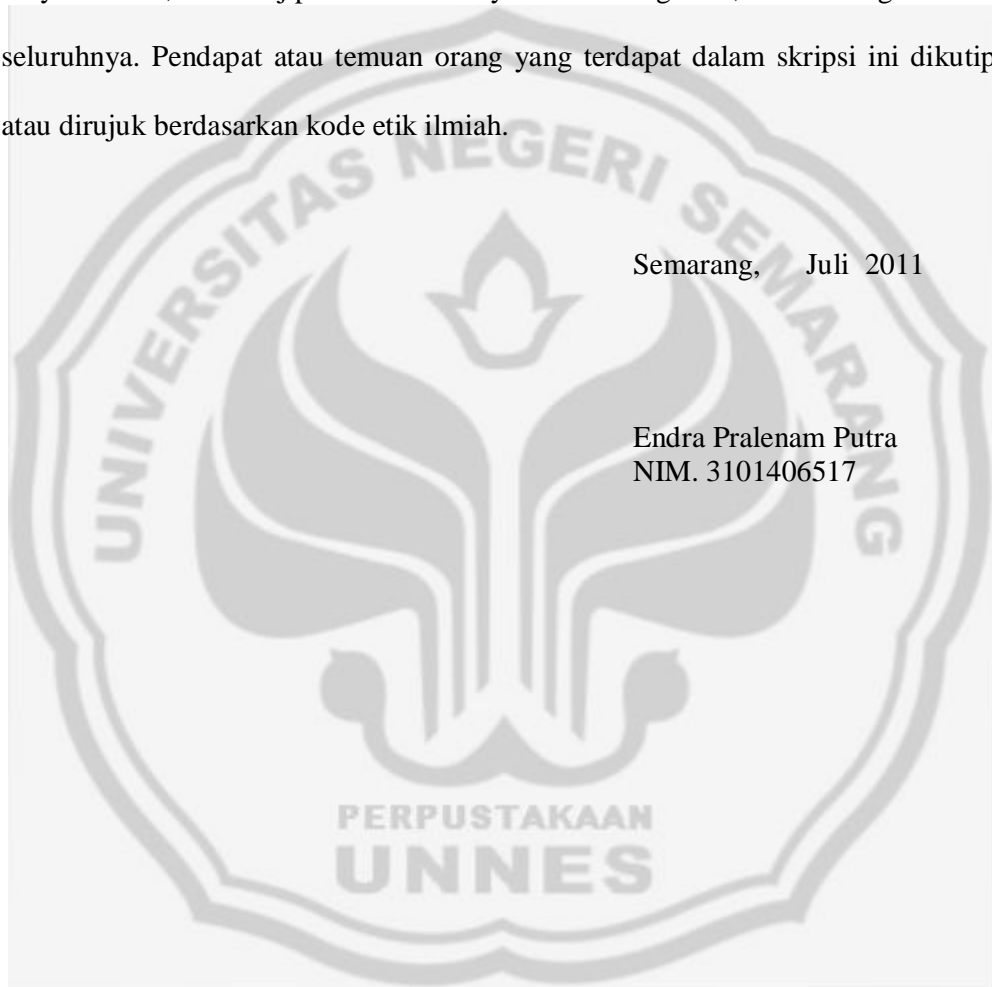 seluruhnya. Pendapat atau temuan orang yang terdapat dalam skripsi ini dikutip
atau dirujuk berdasarkan kode etik ilmiah.
UNIVERSITAS NEGERI SEMARANG
Semarang, Juli 2011
Endra Pralenam Putra
NIM. 3101406517
PERPUSTAKAAN
UNNES